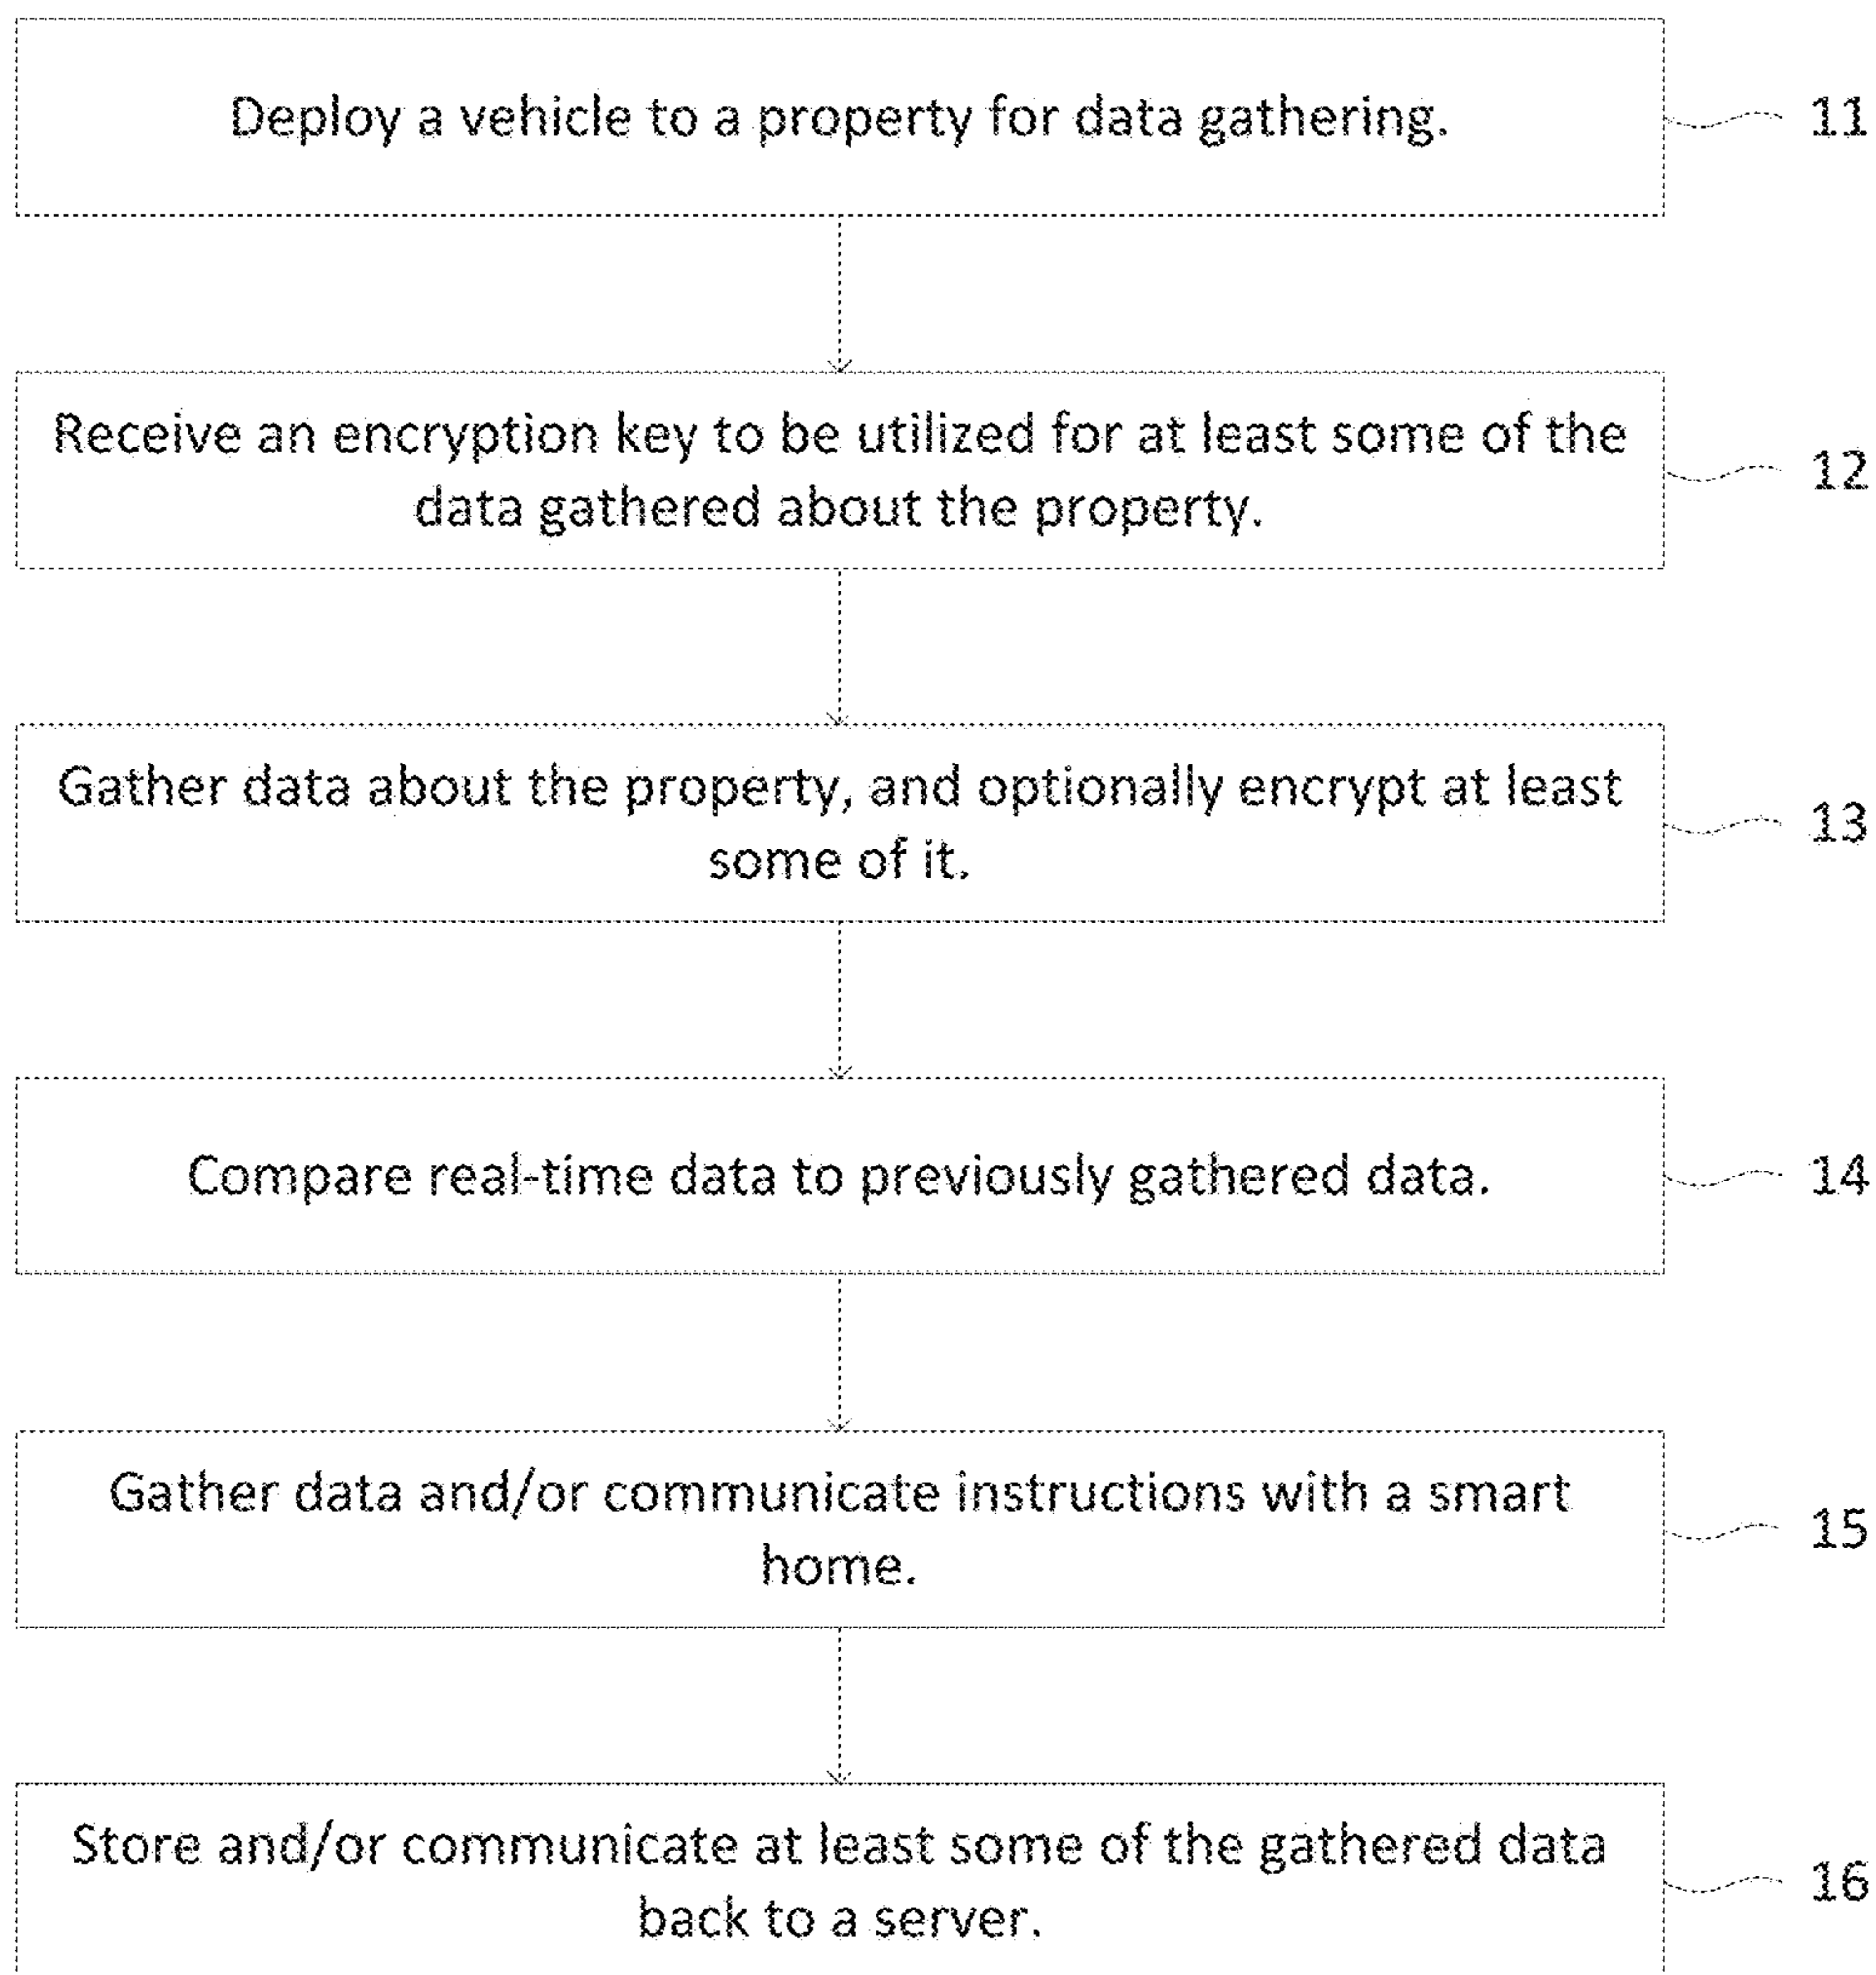 Deploy a vehicle to a property for data gathering.
11
Receive an encryption key to be utilized for at least some of the
data gathered about the property.
12
Gather data about the property, and optionally encrypt at least
some of it.
13
Compare real-time data to previously gathered data.
14
Gather data and/or communicate instructions with a smart
home.
15
Store and/or communicate at least some of the gathered data
back to a server.
16